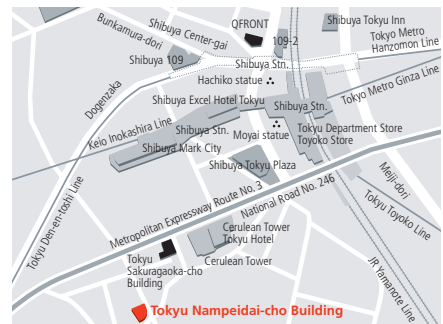 QFRONT
Shibuya Tokyu Inn
Shibuya Center-gai
Bunkamura-dori
109-2
Tokyu Metro
Hanzomon Line
Shibuya 109
Shibuya Stn.
Hachiko statue
Dogenzaka
Tokyu Metro Ginza Line
Shibuya Excel Hotel Tokyu
Shibuya Stn.
Keio Inokashira Line
Shibuya Stn.
Moyai statue
Tokyu Department Store
Toyoko Store
Shibuya Mark City
Shibuya Tokyu Plaza
Meiji-dori
Tokyu Den-en-toshi Line
Metropolitan Expressway Route No. 3
National Road No. 246
Tokyu Toyoko Line
Cerulean Tower
Tokyu Hotel
Tokyu
Sakuragaoka-cho
Building
Cerulean Tower
JR Yamanote Line
Tokyu Nampeidai-cho Building